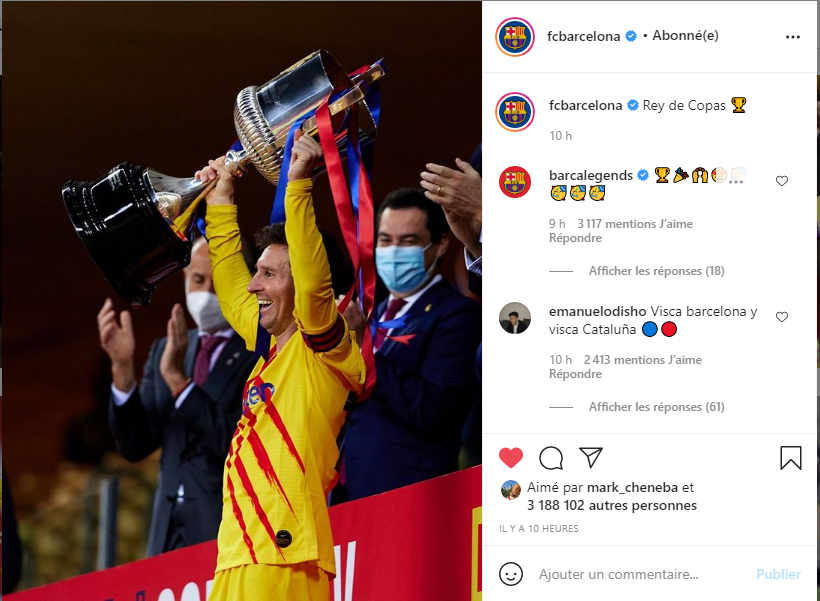 fcbarcelona • Abonné(e)
fcbarcelona Rey de Copas 🏆
10 h
barcalegends
9 h 3 117 mentions J'aime
Répondre
Afficher les réponses (18)
emanuelodisho Visca barcelona y
visca Cataluña 🔵🔴
10 h 2 413 mentions J'aime
Répondre
Afficher les réponses (61)
Aimé par mark_cheneba et
3 188 102 autres personnes
IL Y A 10 HEURES
Ajouter un commentaire... Publier